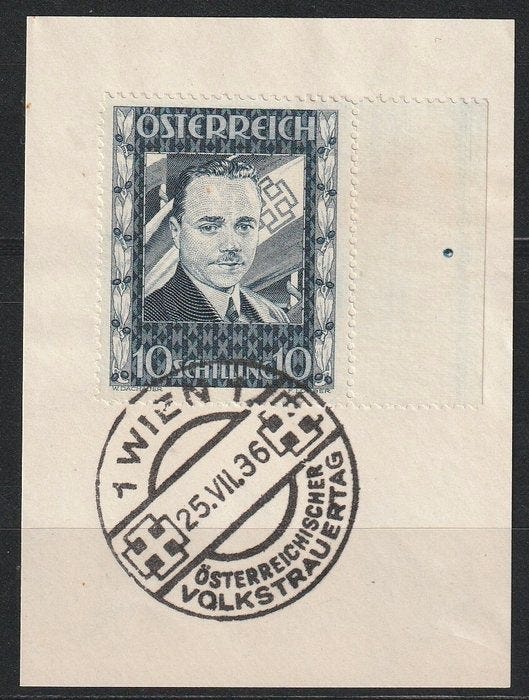 ÖSTERREICH
10 SCHILLING 10
W. DACHAUER
1 WIEN 1
25.VII.36
ÖSTERREICHISCHER
VOLKSTRAUERTAG